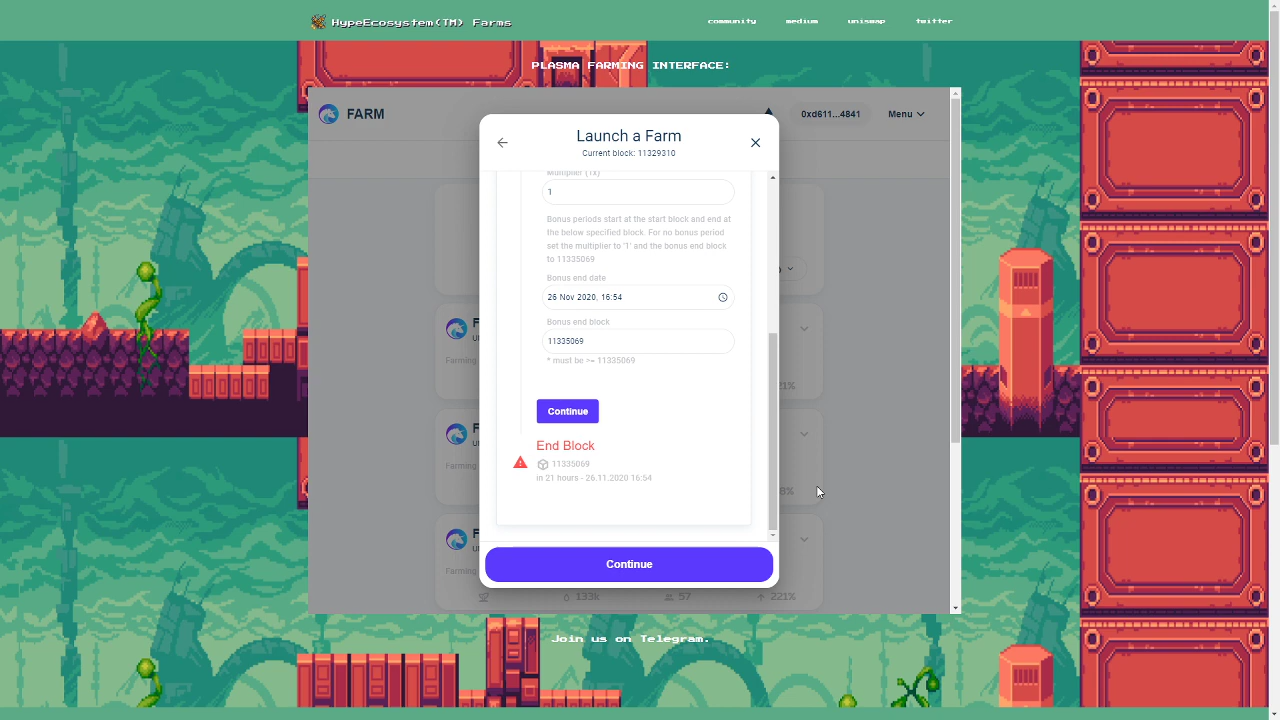 HypeEcosystem(TM) Farms
community medium uniswap twitter
PLASMA FARMING INTERFACE:
FARM
0xd611...4841
Menu
Launch a Farm
Current block: 11329310
Multiplier (1x)
1
Bonus periods start at the start block and end at
the below specified block. For no bonus period
set the multiplier to '1' and the bonus end block
to 11335069
Bonus end date
26 Nov 2020, 16:54
Bonus end block
11335069
* must be >= 11335069
Continue
End Block
11335069
in 21 hours - 26.11.2020 16:54
Continue
Farming
Farming
Farming
133k
57
221%
Join us on Telegram.